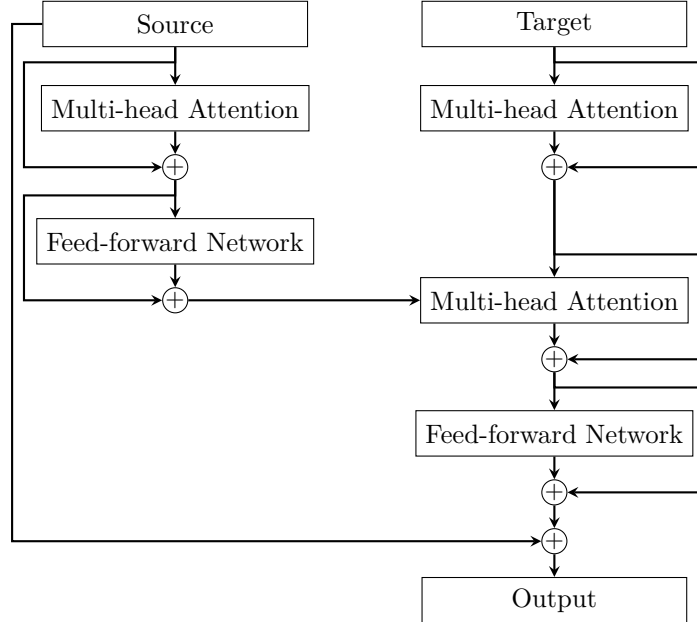 Source
Target
Multi-head Attention
Multi-head Attention
Feed-forward Network
Multi-head Attention
Feed-forward Network
Output